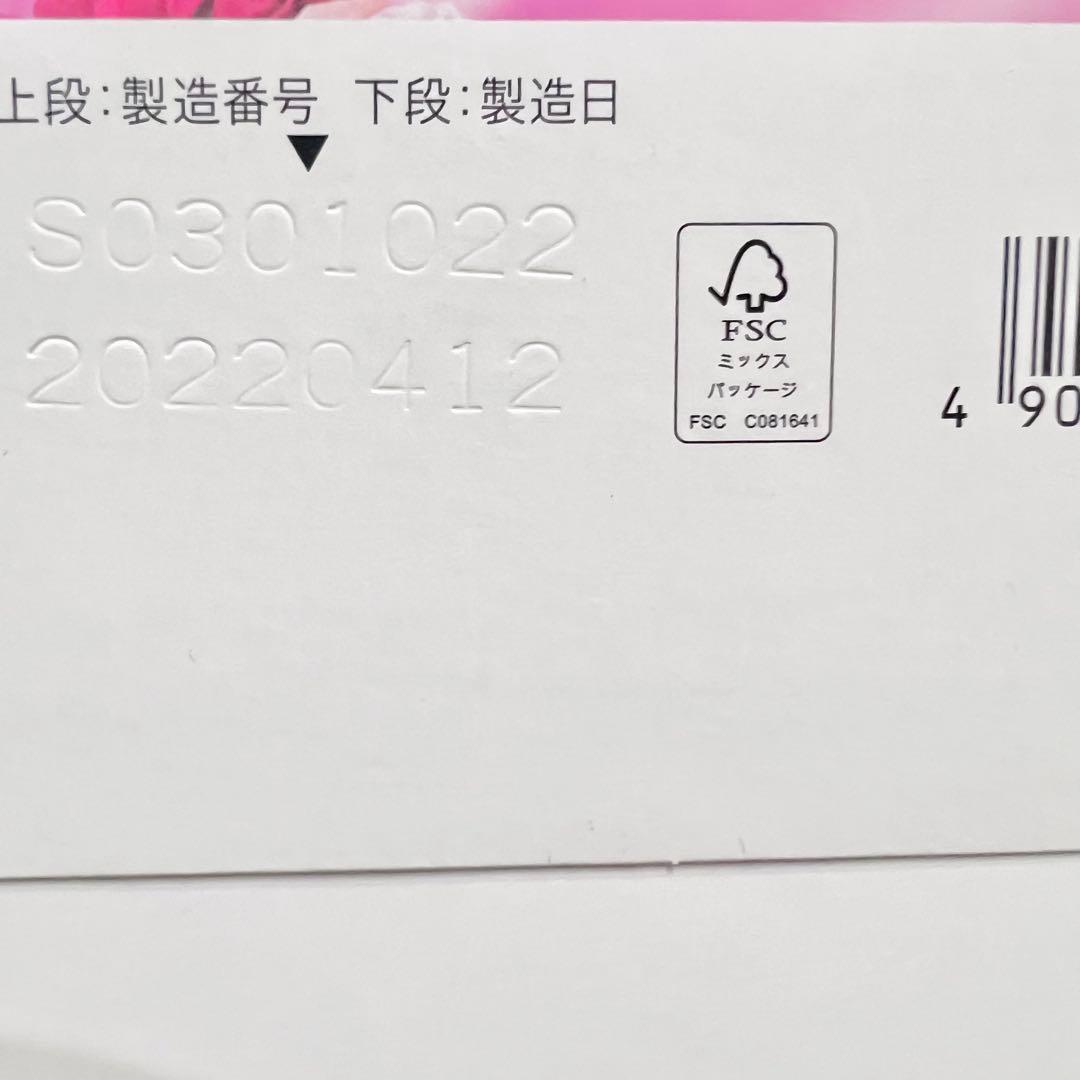 上段:製造番号 下段:製造日
S0301022
20220412
FSC
ミックス
パッケージ
FSC C081641
4 90